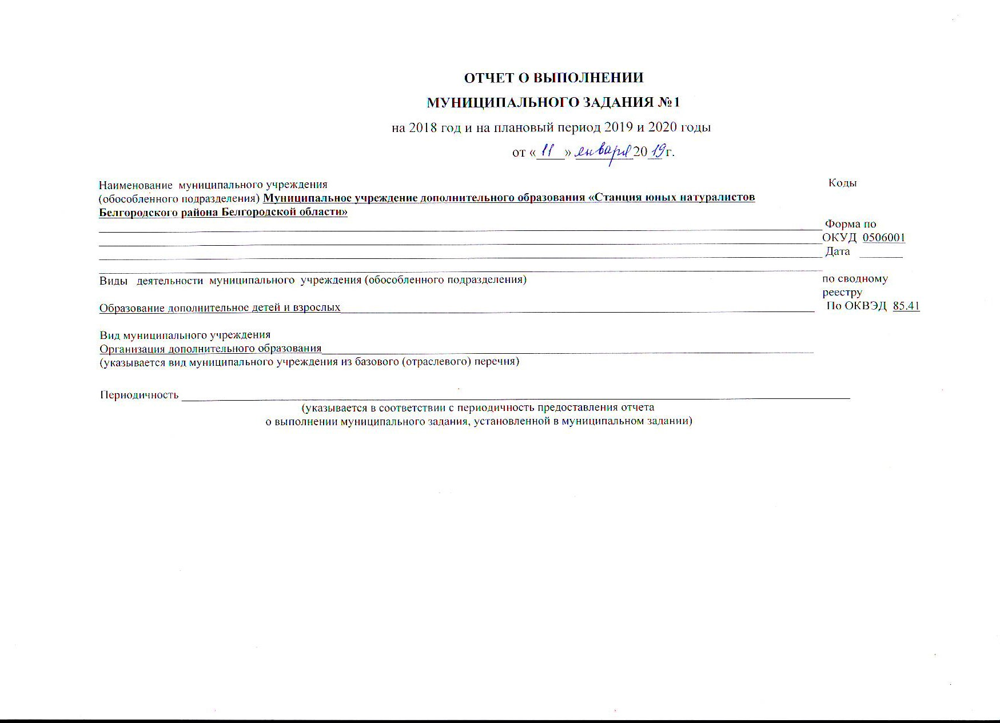 ОТЧЕТ О ВЫПОЛНЕНИИ
МУНИЦИПАЛЬНОГО ЗАДАНИЯ №1
на 2018 год и на плановый период 2019 и 2020 годы
от «11» января 2019 г.
Наименование муниципального учреждения
Коды
(обособленного подразделения) Муниципальное учреждение дополнительного образования «Станция юных натуралистов
Белгородского района Белгородской области»
Форма по
ОКУД 0506001
Дата
Виды деятельности муниципального учреждения (обособленного подразделения)
по сводному
реестру
Образование дополнительное детей и взрослых
По ОКВЭД 85.41
Вид муниципального учреждения
Организация дополнительного образования
(указывается вид муниципального учреждения из базового (отраслевого) перечня)
Периодичность
(указывается в соответствии с периодичность предоставления отчета
о выполнении муниципального задания, установленной в муниципальном задании)